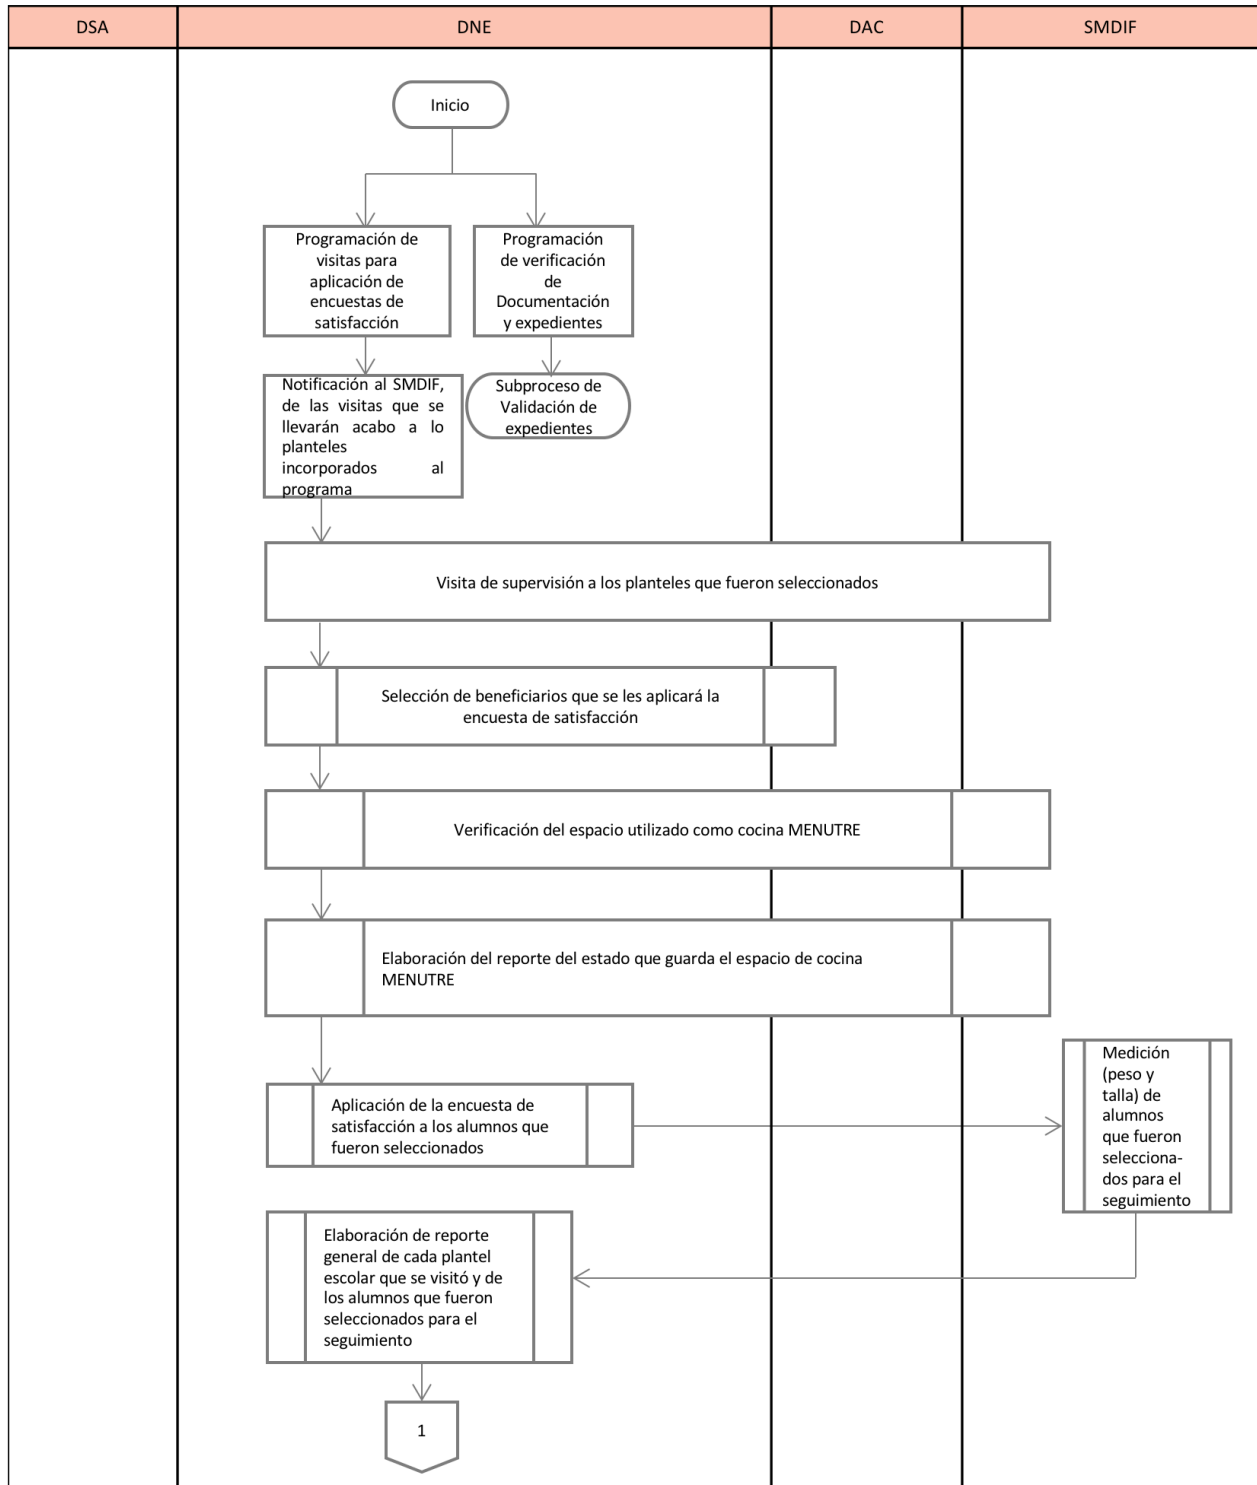 DSA
DNE
DAC
SMDIF
Inicio
Programación de
visitas para
aplicación de
encuestas de
satisfacción
Programación
de verificación
de
Documentación
y expedientes
Notificación al SMDIF,
de las visitas que se
llevarán acabo a lo
planteles
incorporados al
programa
Subproceso de
Validación de
expedientes
Visita de supervisión a los planteles que fueron seleccionados
Selección de beneficiarios que se les aplicará la
encuesta de satisfacción
Verificación del espacio utilizado como cocina MENUTRE
Elaboración del reporte del estado que guarda el espacio de cocina
MENUTRE
Aplicación de la encuesta de
satisfacción a los alumnos que
fueron seleccionados
Medición
(peso y
talla) de
alumnos
que fueron
selecciona-
dos para el
seguimiento
Elaboración de reporte
general de cada plantel
escolar que se visitó y de
los alumnos que fueron
seleccionados para el
seguimiento
1